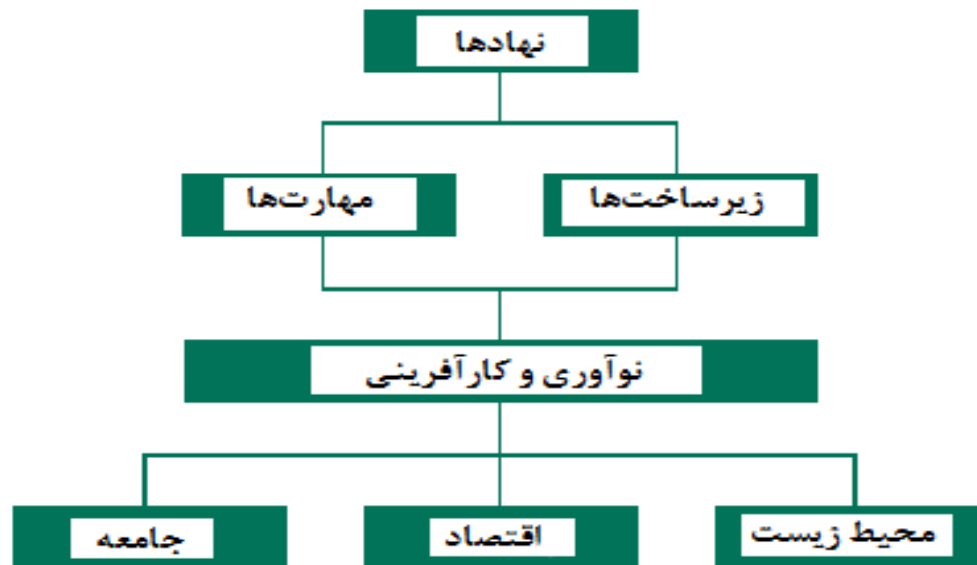 نهادها
زیرساخت‌ها
مهارت‌ها
نوآوری و کارآفرینی
محیط زیست
اقتصاد
جامعه